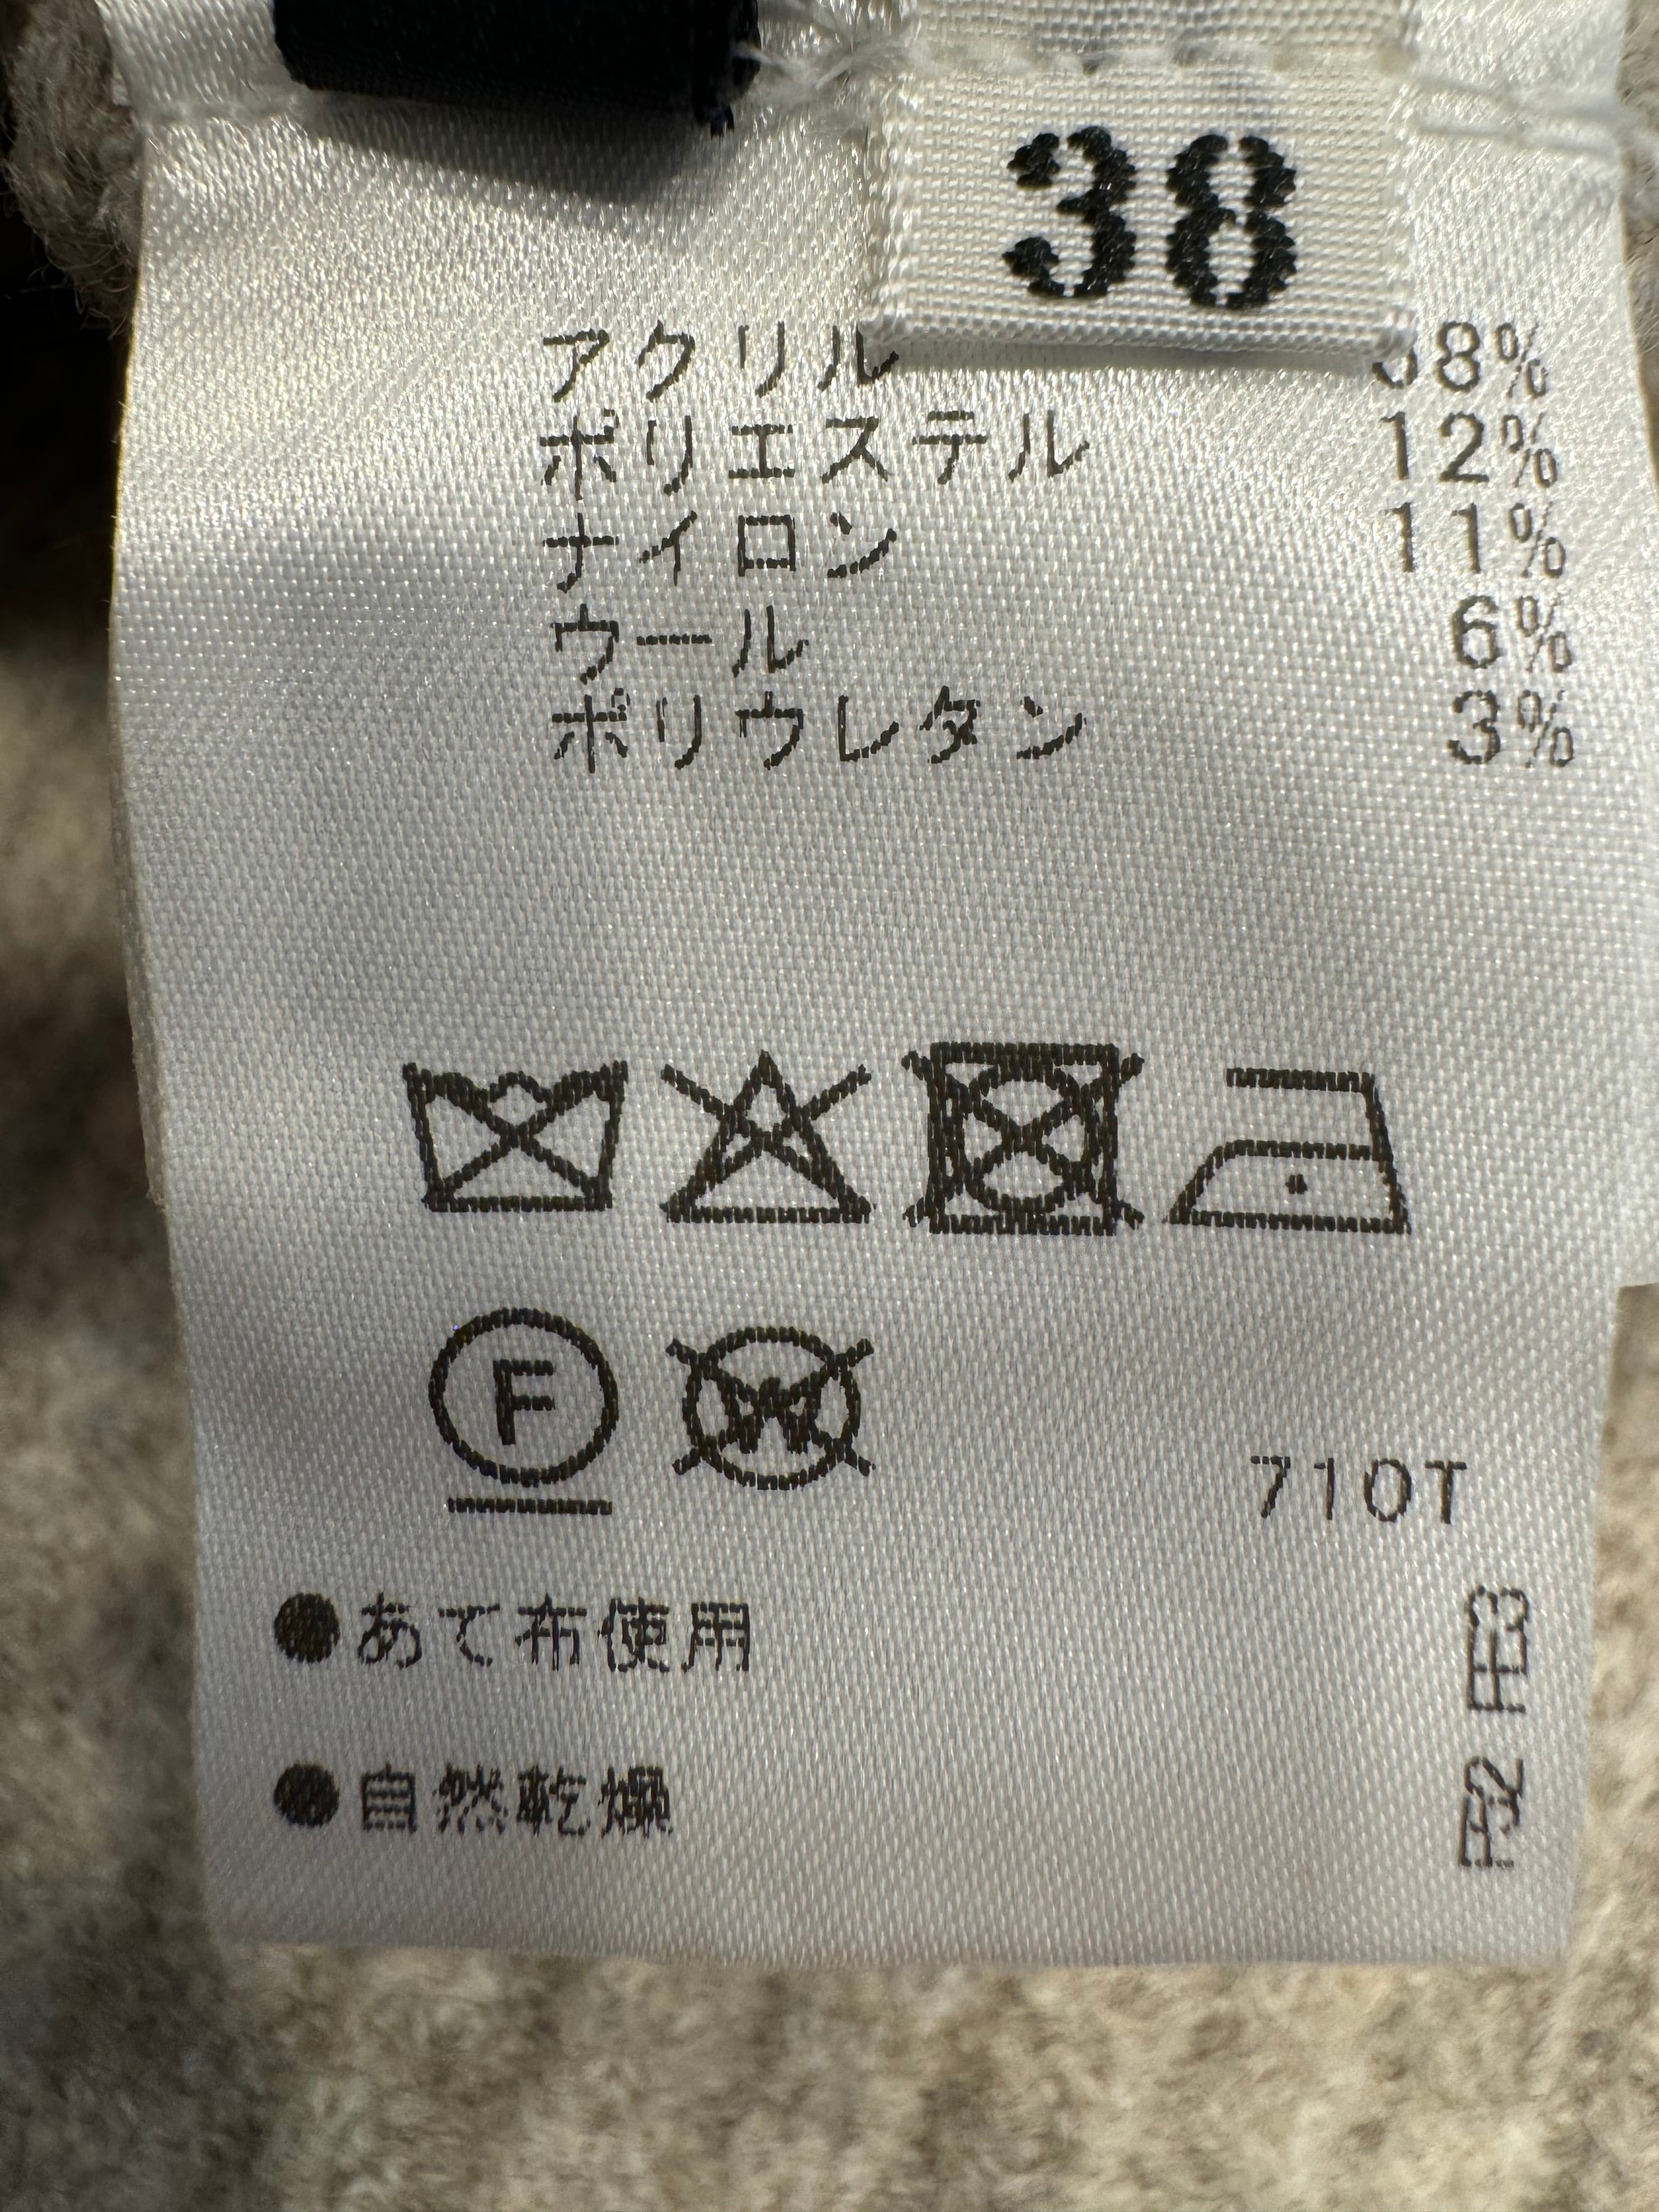 38
アクリル 68%
ポリエステル 12%
ナイロン 11%
ウール 6%
ポリウレタン 3%
F
W
710T
●あて布使用
●自然乾燥